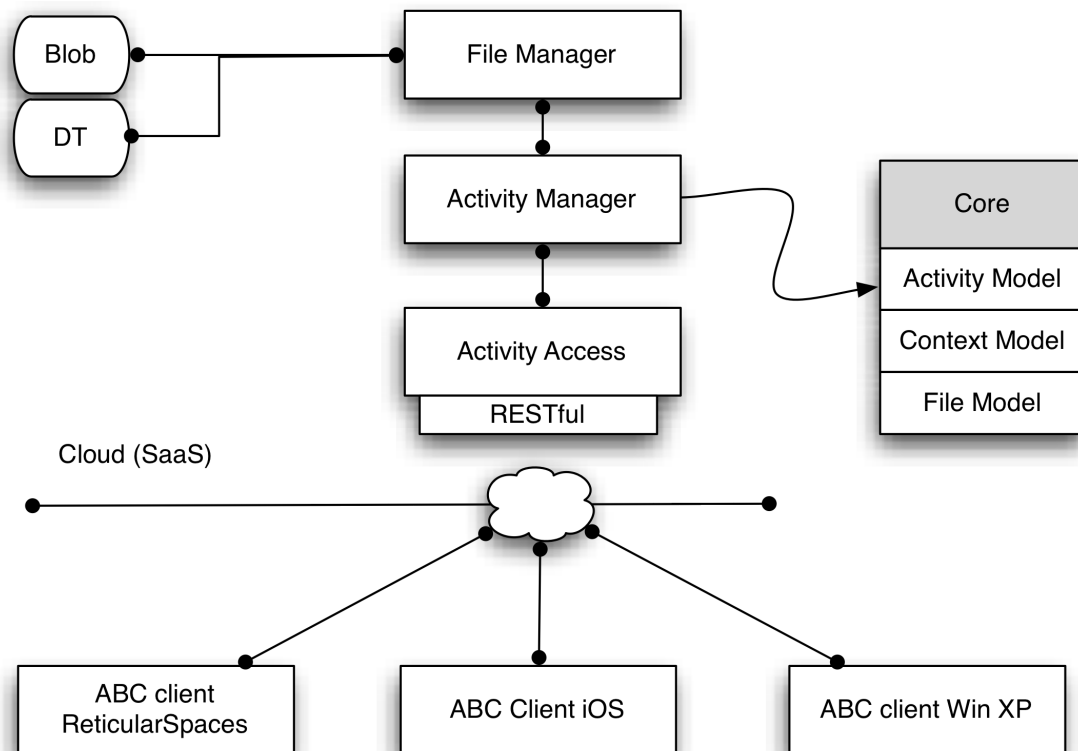 Blob
File Manager
DT
Activity Manager
Core
Activity Model
Context Model
File Model
Activity Access
RESTful
Cloud (SaaS)
ABC client
ReticularSpaces
ABC Client iOS
ABC client Win XP